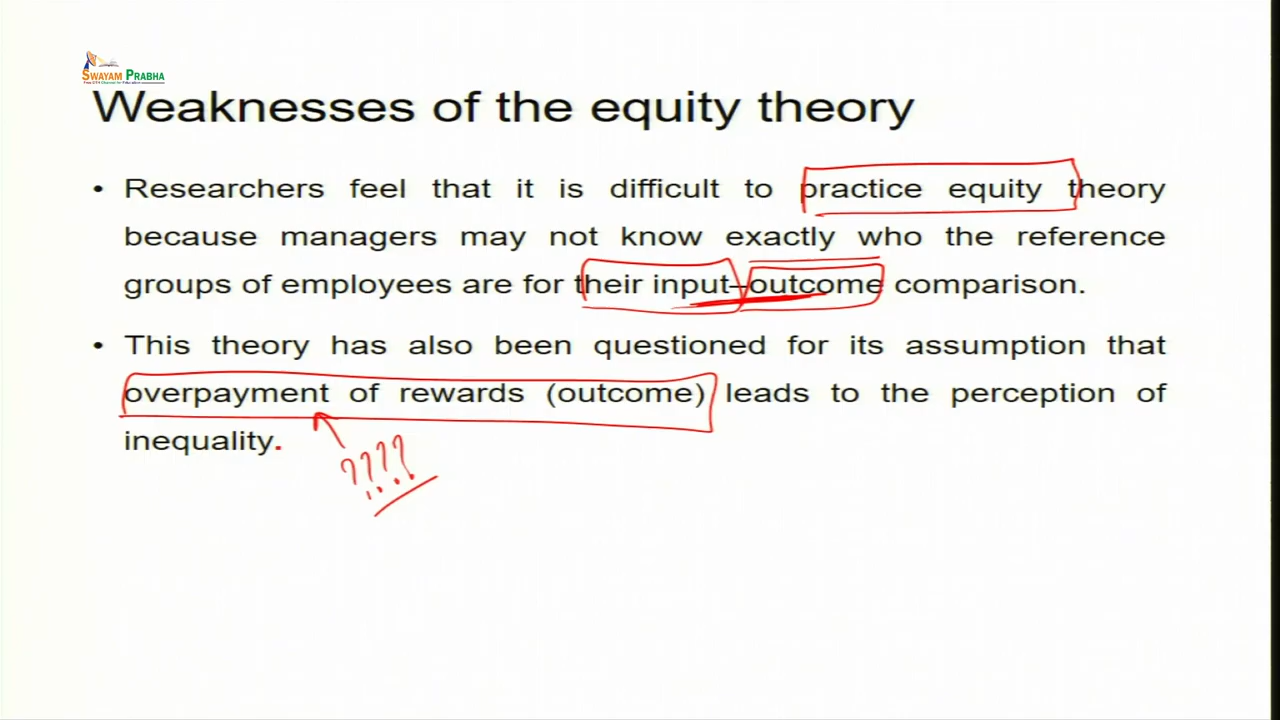 SWAYAM PRABHA
Weaknesses of the equity theory
• Researchers feel that it is difficult to practice equity theory
because managers may not know exactly who the reference
groups of employees are for their input–outcome comparison.
• This theory has also been questioned for its assumption that
overpayment of rewards (outcome) leads to the perception of
inequality.
????